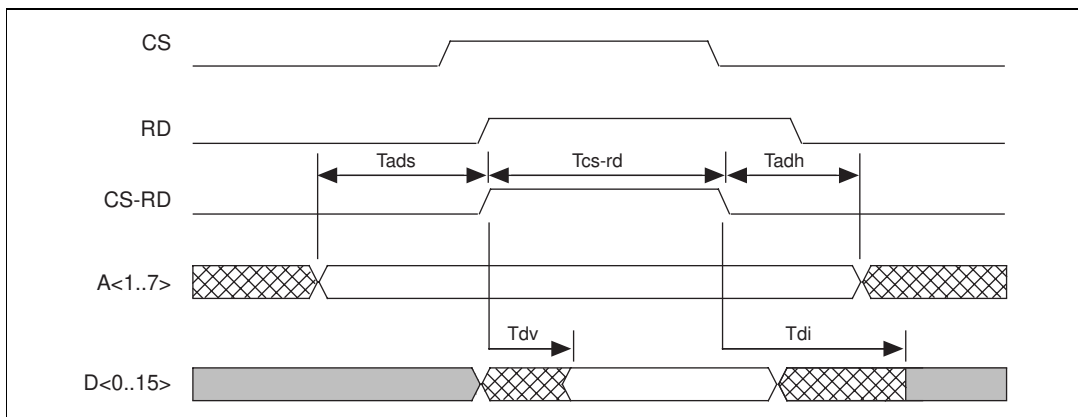 CS
RD
Tads Tcs-rd Tadh
CS-RD
A<1..7>
Tdv Tdi
D<0..15>